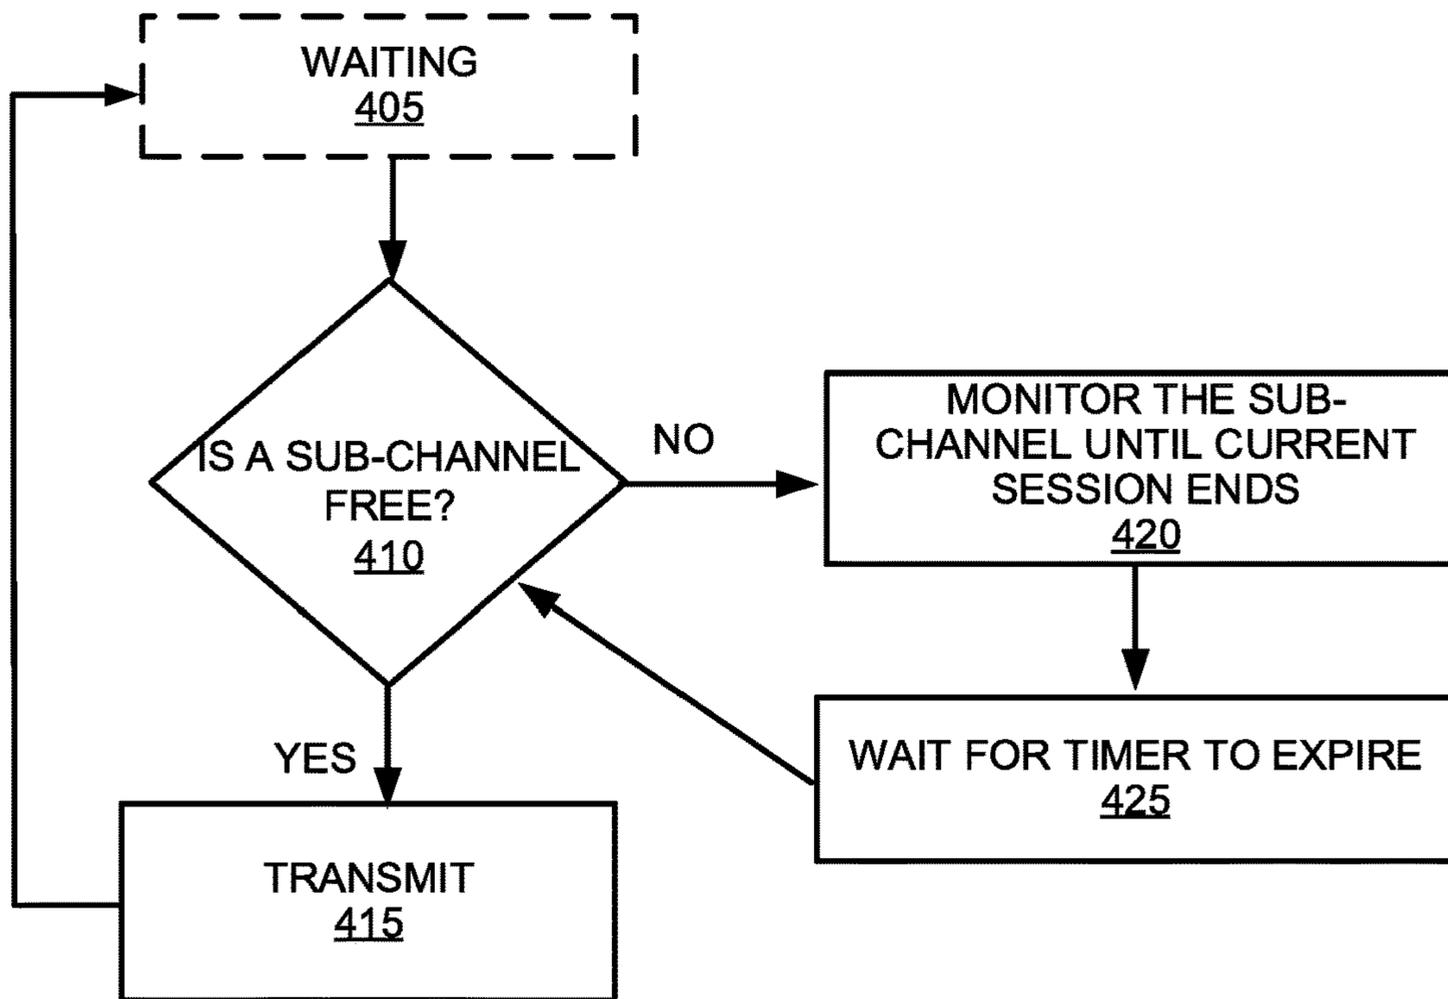 WAITING
405
IS A SUB-CHANNEL
FREE?
410
NO
MONITOR THE SUB-
CHANNEL UNTIL CURRENT
SESSION ENDS
420
YES
WAIT FOR TIMER TO EXPIRE
425
TRANSMIT
415